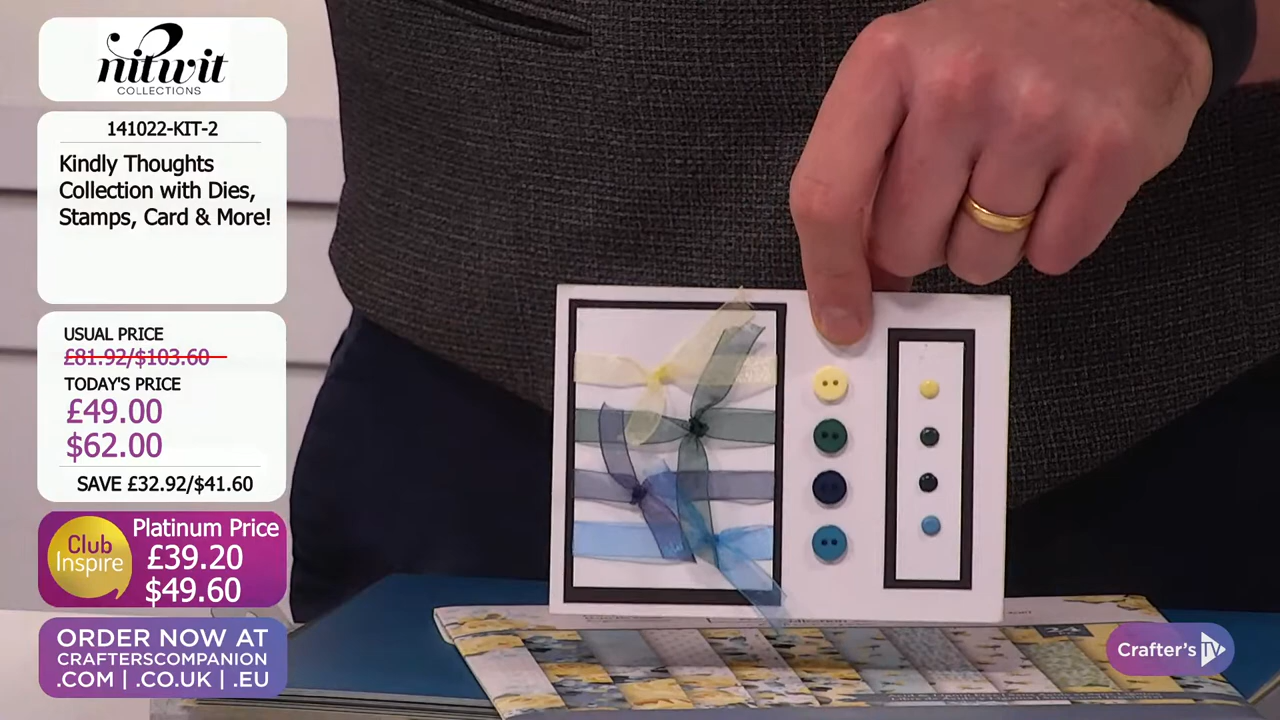 nitwit
COLLECTIONS
141022-KIT-2
Kindly Thoughts
Collection with Dies,
Stamps, Card & More!
USUAL PRICE
£81.92/$103.60
TODAY'S PRICE
£49.00
$62.00
SAVE £32.92/$41.60
Club
Inspire
Platinum Price
£39.20
$49.60
ORDER NOW AT
CRAFTERSCOMPANION
.COM | .CO.UK | .EU
Crafter's TV